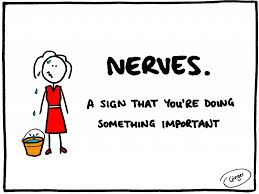 NERVES.
A SIGN THAT YOU'RE DOING
SOMETHING IMPORTANT